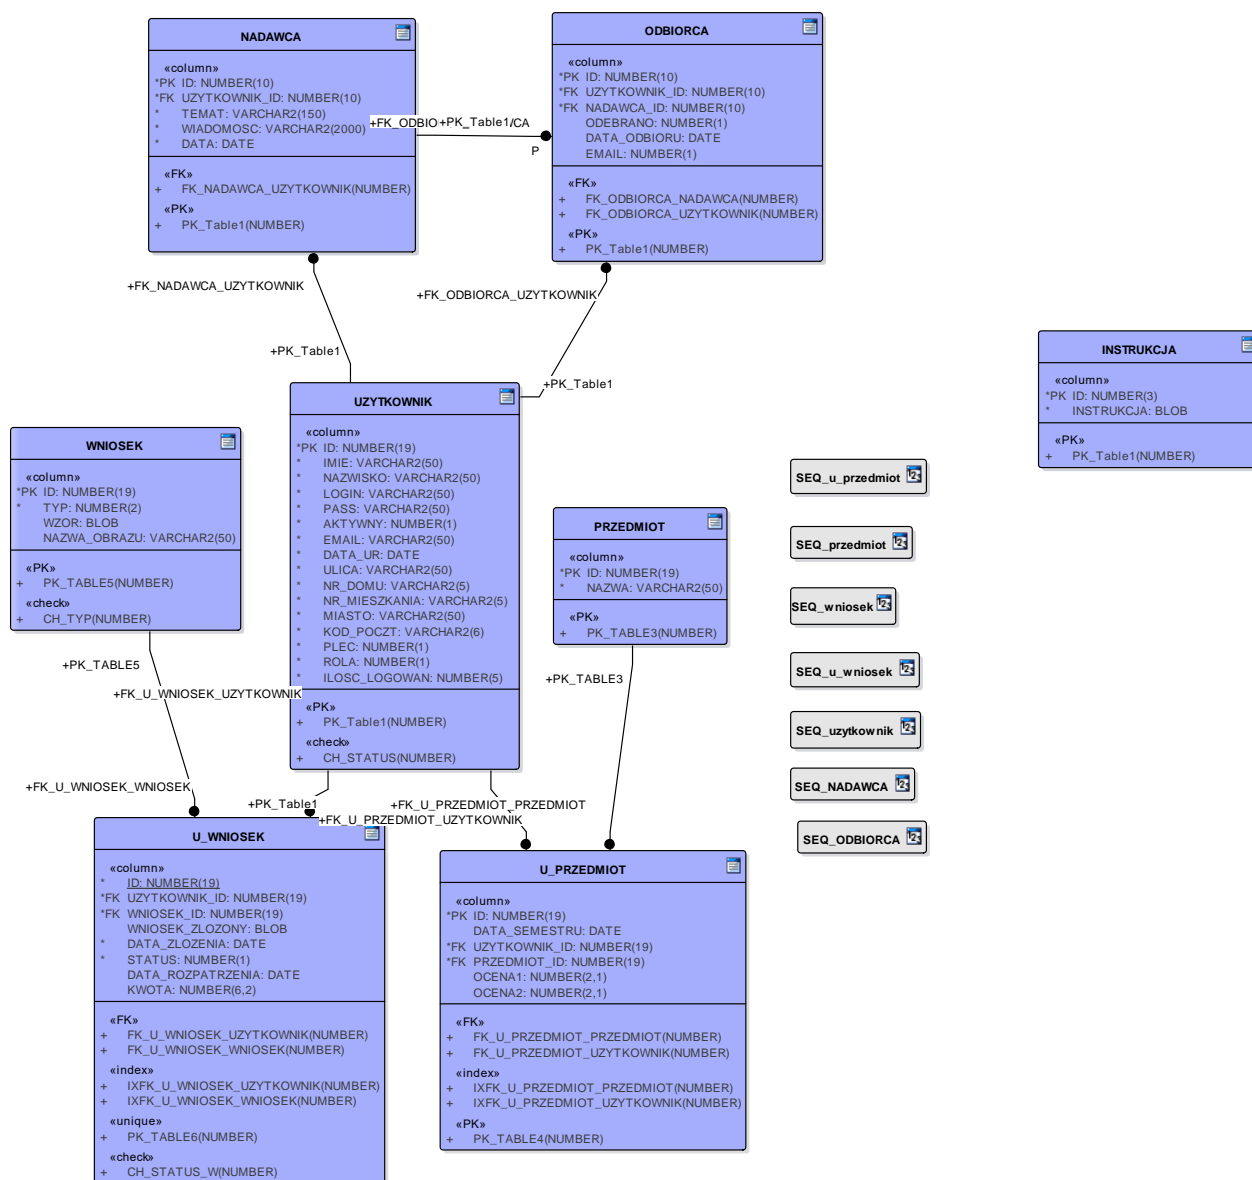 NADAWCA
«column»
*PK ID: NUMBER(10)
*FK UZYTKOWNIK_ID: NUMBER(10)
* TEMAT: VARCHAR2(150)
* WIADOMOSC: VARCHAR2(2000)
* DATA: DATE
«FK»
+ FK_NADAWCA_UZYTKOWNIK(NUMBER)
«PK»
+ PK_Table1(NUMBER)
+FK_ODBIO
+PK_Table1
/CA
P
ODBIORCA
«column»
*PK ID: NUMBER(10)
*FK UZYTKOWNIK_ID: NUMBER(10)
*FK NADAWCA_ID: NUMBER(10)
ODEBRANO: NUMBER(1)
DATA_ODBIORU: DATE
EMAIL: NUMBER(1)
«FK»
+ FK_ODBIORCA_NADAWCA(NUMBER)
+ FK_ODBIORCA_UZYTKOWNIK(NUMBER)
«PK»
+ PK_Table1(NUMBER)
+FK_NADAWCA_UZYTKOWNIK
+FK_ODBIORCA_UZYTKOWNIK
+PK_Table1
+PK_Table1
INSTRUKCJA
«column»
*PK ID: NUMBER(3)
* INSTRUKCJA: BLOB
«PK»
+ PK_Table1(NUMBER)
UZYTKOWNIK
«column»
*PK ID: NUMBER(19)
* IMIE: VARCHAR2(50)
* NAZWISKO: VARCHAR2(50)
* LOGIN: VARCHAR2(50)
* PASS: VARCHAR2(50)
* AKTYWNY: NUMBER(1)
* EMAIL: VARCHAR2(50)
* DATA_UR: DATE
* ULICA: VARCHAR2(50)
* NR_DOMU: VARCHAR2(5)
* NR_MIESZKANIA: VARCHAR2(5)
* MIASTO: VARCHAR2(50)
* KOD_POCZT: VARCHAR2(6)
* PLEC: NUMBER(1)
* ROLA: NUMBER(1)
* ILOSC_LOGOWAN: NUMBER(5)
«PK»
+ PK_Table1(NUMBER)
«check»
+ CH_STATUS(NUMBER)
WNIOSEK
«column»
*PK ID: NUMBER(19)
* TYP: NUMBER(2)
WZOR: BLOB
NAZWA_OBRAZU: VARCHAR2(50)
«PK»
+ PK_TABLE5(NUMBER)
«check»
+ CH_TYP(NUMBER)
PRZEDMIOT
«column»
*PK ID: NUMBER(19)
* NAZWA: VARCHAR2(50)
«PK»
+ PK_TABLE3(NUMBER)
SEQ_u_przedmiot
SEQ_przedmiot
SEQ_wniosek
SEQ_u_wniosek
SEQ_uzytkownik
SEQ_NADAWCA
SEQ_ODBIORCA
+PK_TABLE5
+FK_U_WNIOSEK_UZYTKOWNIK
+PK_TABLE3
+FK_U_WNIOSEK_WNIOSEK
+PK_Table1
+FK_U_PRZEDMIOT_PRZEDMIOT
+FK_U_PRZEDMIOT_UZYTKOWNIK
U_WNIOSEK
«column»
* ID: NUMBER(19)
*FK UZYTKOWNIK_ID: NUMBER(19)
*FK WNIOSEK_ID: NUMBER(19)
WNIOSEK_ZLOZONY: BLOB
* DATA_ZLOZENIA: DATE
* STATUS: NUMBER(1)
DATA_ROZPATRZENIA: DATE
KWOTA: NUMBER(6,2)
«FK»
+ FK_U_WNIOSEK_UZYTKOWNIK(NUMBER)
+ FK_U_WNIOSEK_WNIOSEK(NUMBER)
«index»
+ IXFK_U_WNIOSEK_UZYTKOWNIK(NUMBER)
+ IXFK_U_WNIOSEK_WNIOSEK(NUMBER)
«unique»
+ PK_TABLE6(NUMBER)
«check»
+ CH_STATUS_W(NUMBER)
U_PRZEDMIOT
«column»
*PK ID: NUMBER(19)
DATA_SEMESTRU: DATE
*FK UZYTKOWNIK_ID: NUMBER(19)
*FK PRZEDMIOT_ID: NUMBER(19)
OCENA1: NUMBER(2,1)
OCENA2: NUMBER(2,1)
«FK»
+ FK_U_PRZEDMIOT_PRZEDMIOT(NUMBER)
+ FK_U_PRZEDMIOT_UZYTKOWNIK(NUMBER)
«index»
+ IXFK_U_PRZEDMIOT_PRZEDMIOT(NUMBER)
+ IXFK_U_PRZEDMIOT_UZYTKOWNIK(NUMBER)
«PK»
+ PK_TABLE4(NUMBER)